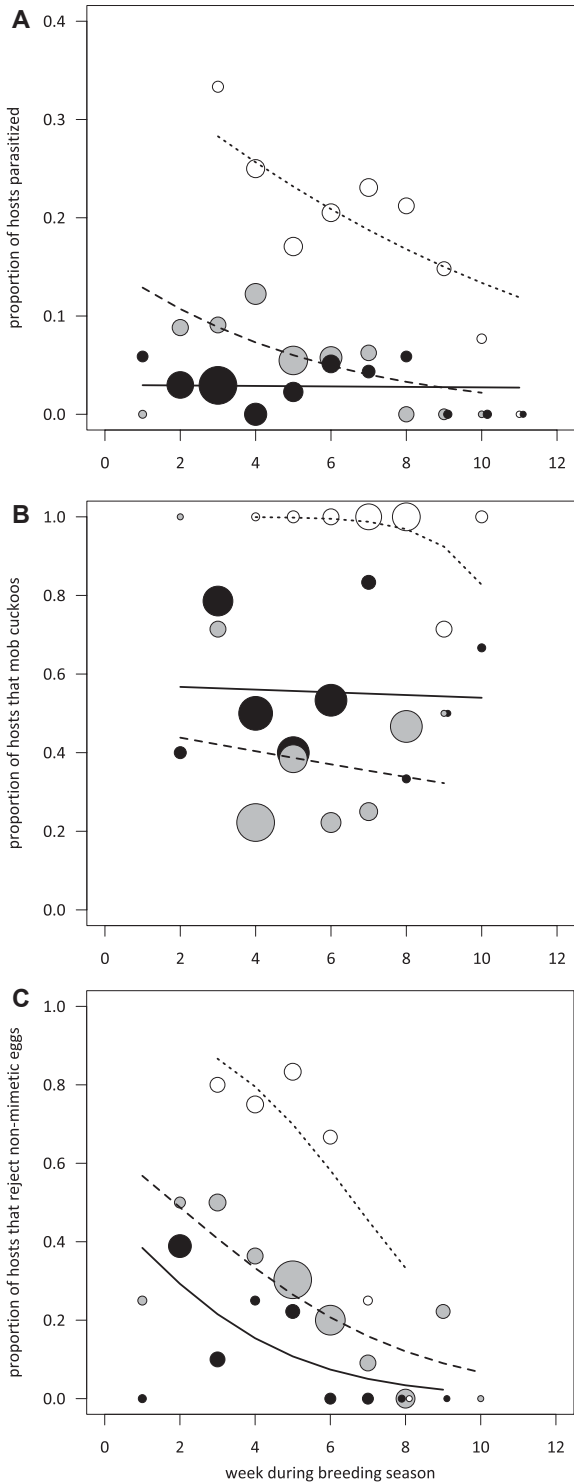 A
proportion of hosts parasitized
0.4
0.3
0.2
0.1
0.0
0 2 4 6 8 10 12
B
proportion of hosts that mob cuckoos
1.0
0.8
0.6
0.4
0.2
0.0
0 2 4 6 8 10 12
C
proportion of hosts that reject non-mimetic eggs
1.0
0.8
0.6
0.4
0.2
0.0
0 2 4 6 8 10 12
week during breeding season